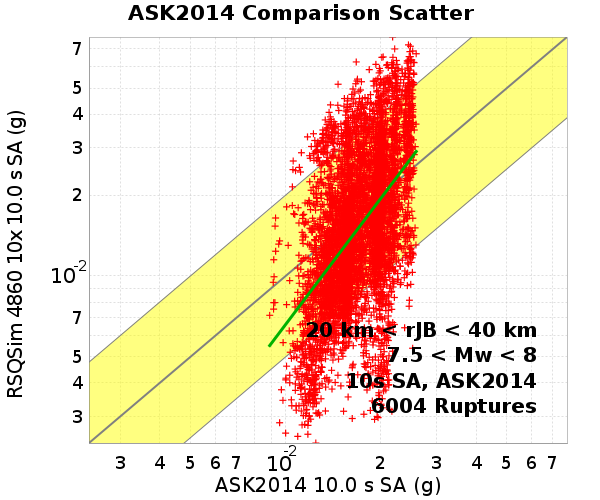 ASK2014 Comparison Scatter
RSQSim 4860 10x 10.0 s SA (g)
7
5
4
3
2
10-2
7
5
4
3
20 km < rJB < 40 km
7.5 < Mw < 8
10s SA, ASK2014
6004 Ruptures
3 4 5 6 7 10-2 2 3 4 5 6 7
ASK2014 10.0 s SA (g)